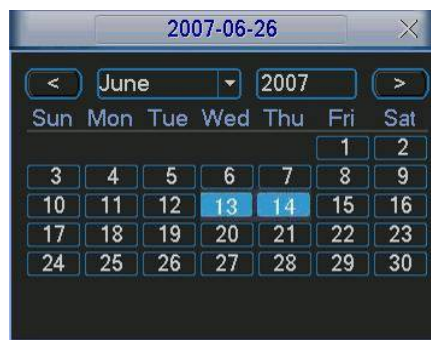 2007-06-26
< June 2007 >
Sun Mon Tue Wed Thu Fri Sat
1 2
3 4 5 6 7 8 9
10 11 12 13 14 15 16
17 18 19 20 21 22 23
24 25 26 27 28 29 30